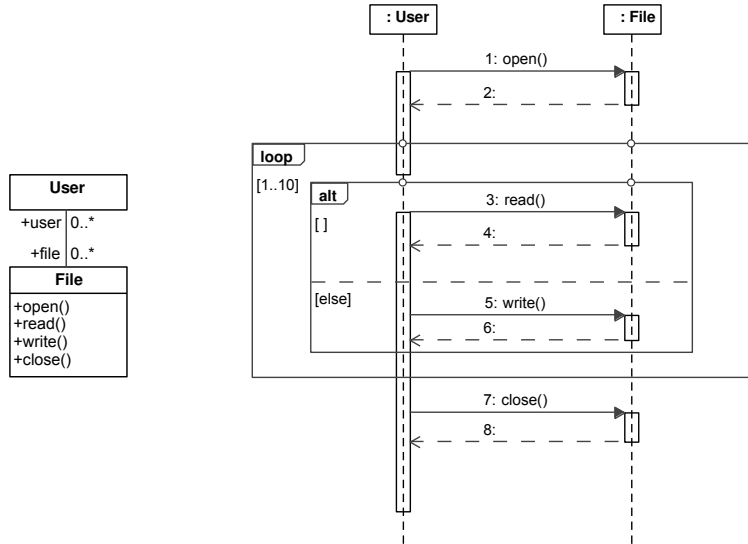 User
+user 0..*
+file 0..*
File
+open()
+read()
+write()
+close()
: User
: File
1: open()
2:
loop
[1..10]
alt
3: read()
[ ]
4:
[else]
5: write()
6:
7: close()
8: